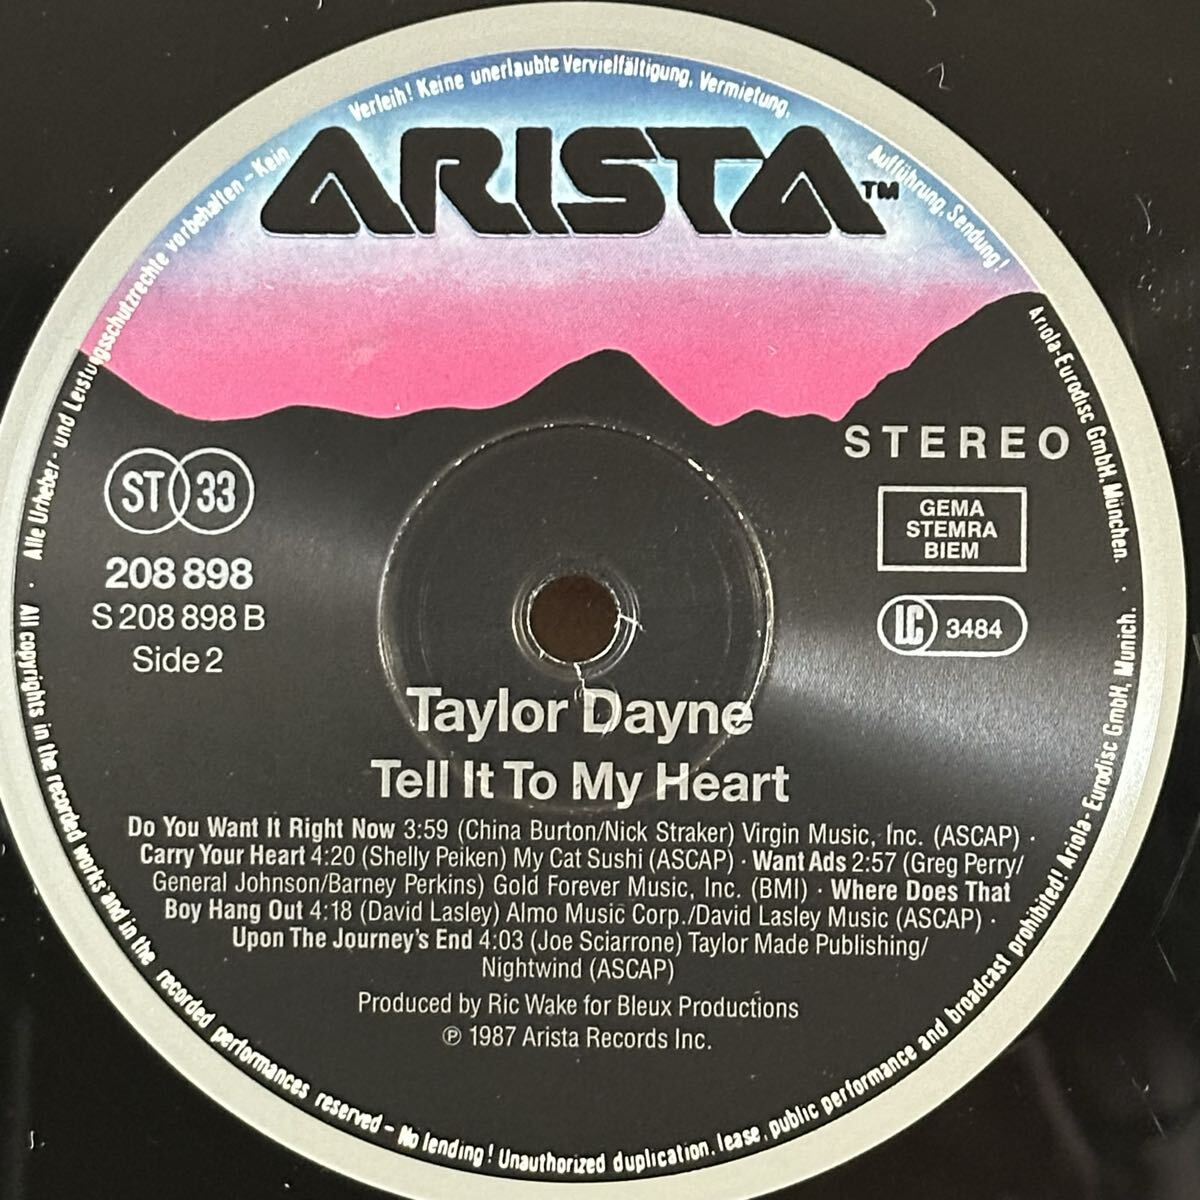 Alle Urheber- und Leistungsschutzrechte vorbehalten - Kein Verleih! Keine unerlaubte Vervielfältigung, Vermietung, Aufführung, Sendung!
ARISTA™
Ariola-Eurodisc GmbH, München.
STEREO
ST 33
GEMA
STEMRA
BIEM
208 898
S 208 898 B
Side 2
LC 3484
Taylor Dayne
Tell It To My Heart
Do You Want It Right Now 3:59 (China Burton/Nick Straker) Virgin Music, Inc. (ASCAP) ·
Carry Your Heart 4:20 (Shelly Peiken) My Cat Sushi (ASCAP) · Want Ads 2:57 (Greg Perry/
General Johnson/Barney Perkins) Gold Forever Music, Inc. (BMI) · Where Does That
Boy Hang Out 4:18 (David Lasley) Almo Music Corp./David Lasley Music (ASCAP) ·
Upon The Journey's End 4:03 (Joe Sciarrone) Taylor Made Publishing/
Nightwind (ASCAP)
Produced by Ric Wake for Bleux Productions
℗ 1987 Arista Records Inc.
· All copyrights in the recorded works and in the recorded performances reserved - No lending! Unauthorized duplication, lease, public performance and broadcast prohibited! Ariola-Eurodisc GmbH, Munich. ·